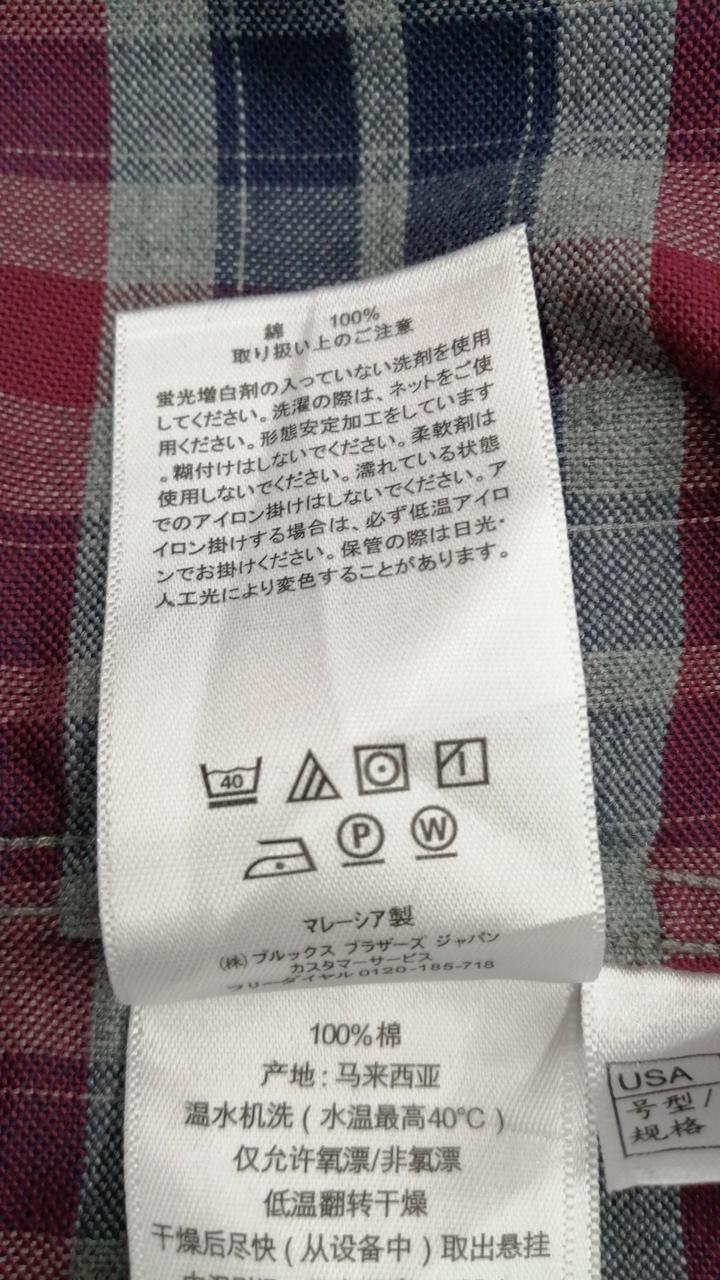 綿 100%
取り扱い上のご注意
蛍光増白剤の入っていない洗剤を使用
してください。洗濯の際は、ネットをご使
用ください。形態安定加工をしています
。糊付けはしないでください。柔軟剤は
使用しないでください。濡れている状態
でのアイロン掛けはしないでください。ア
イロン掛けする場合は、必ず低温アイロ
ンでお掛けください。保管の際は日光・
人工光により変色することがあります。
40
P W
マレーシア製
(株)ブルックス ブラザーズ ジャパン
カスタマーサービス
フリーダイヤル 0120-185-718
100%棉
产地:马来西亚
温水机洗(水温最高40℃)
仅允许氧漂/非氯漂
低温翻转干燥
干燥后尽快(从设备中)取出悬挂
USA
号型/
规格